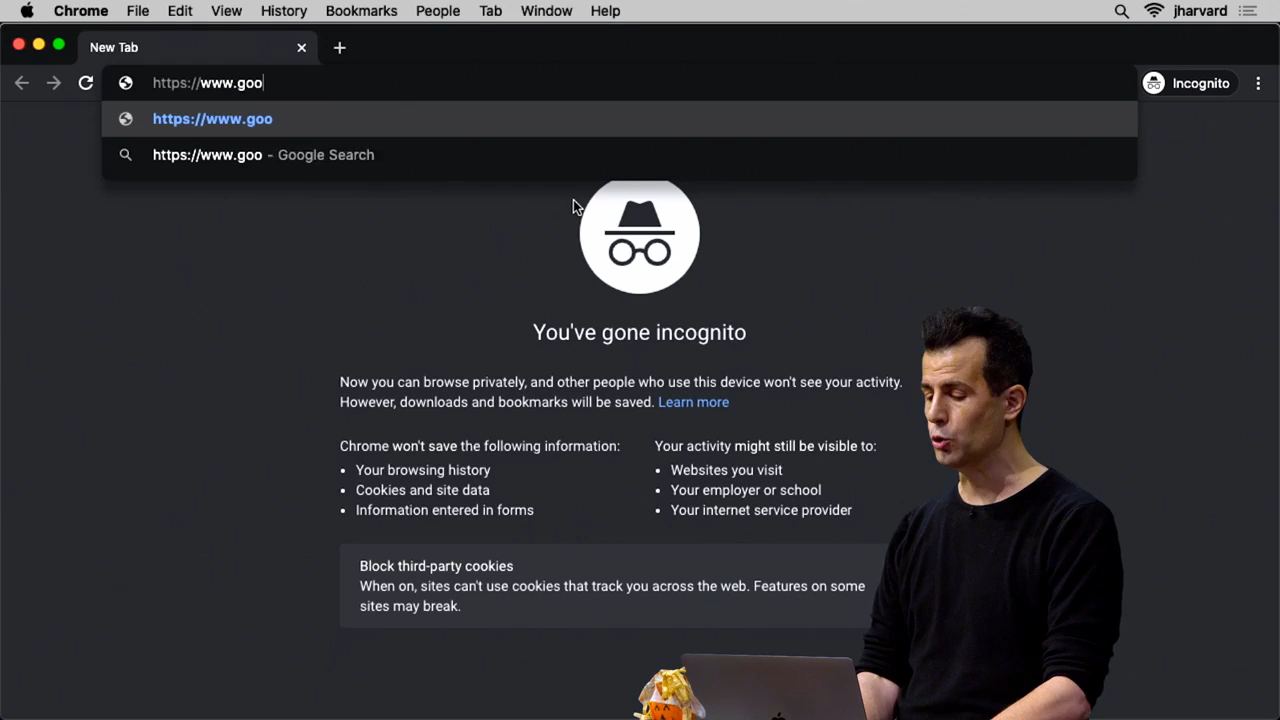 Chrome File Edit View History Bookmarks People Tab Window Help jharvard
New Tab
https://www.goo Incognito
https://www.goo
https://www.goo - Google Search
You've gone incognito
Now you can browse privately, and other people who use this device won't see your activity.
However, downloads and bookmarks will be saved. Learn more
Chrome won't save the following information:
Your browsing history
Cookies and site data
Information entered in forms
Your activity might still be visible to:
Websites you visit
Your employer or school
Your internet service provider
Block third-party cookies
When on, sites can't use cookies that track you across the web. Features on some
sites may break.